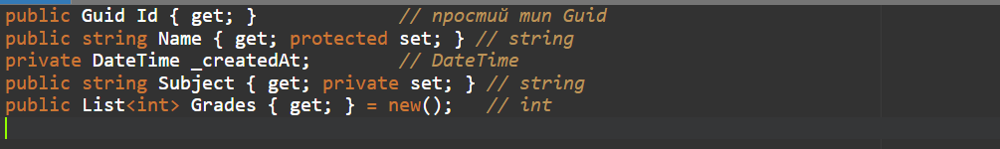 public Guid Id { get; }             // простий тип Guid
public string Name { get; protected set; } // string
private DateTime _createdAt;        // DateTime
public string Subject { get; private set; } // string
public List<int> Grades { get; } = new();   // int